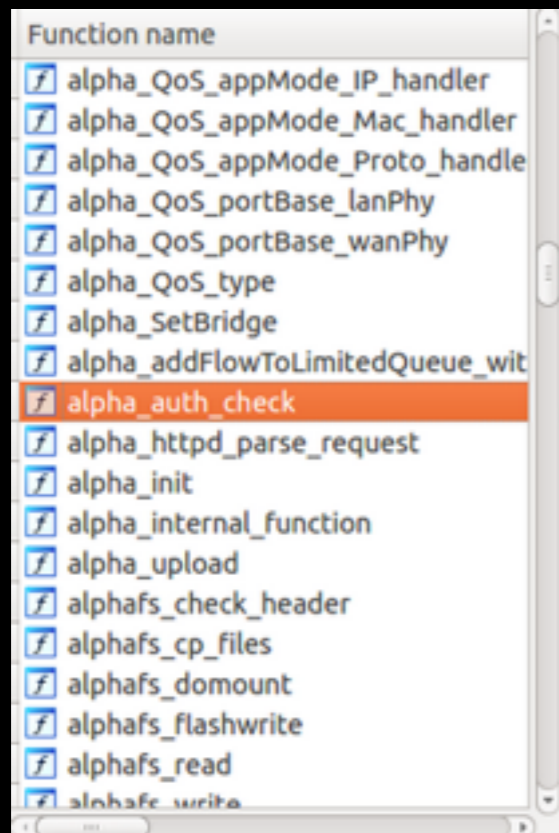 Function name
alpha_QoS_appMode_IP_handler
alpha_QoS_appMode_Mac_handler
alpha_QoS_appMode_Proto_handle
alpha_QoS_portBase_lanPhy
alpha_QoS_portBase_wanPhy
alpha_QoS_type
alpha_SetBridge
alpha_addFlowToLimitedQueue_wit
alpha_auth_check
alpha_httpd_parse_request
alpha_init
alpha_internal_function
alpha_upload
alphafs_check_header
alphafs_cp_files
alphafs_domount
alphafs_flashwrite
alphafs_read
alphafs_write